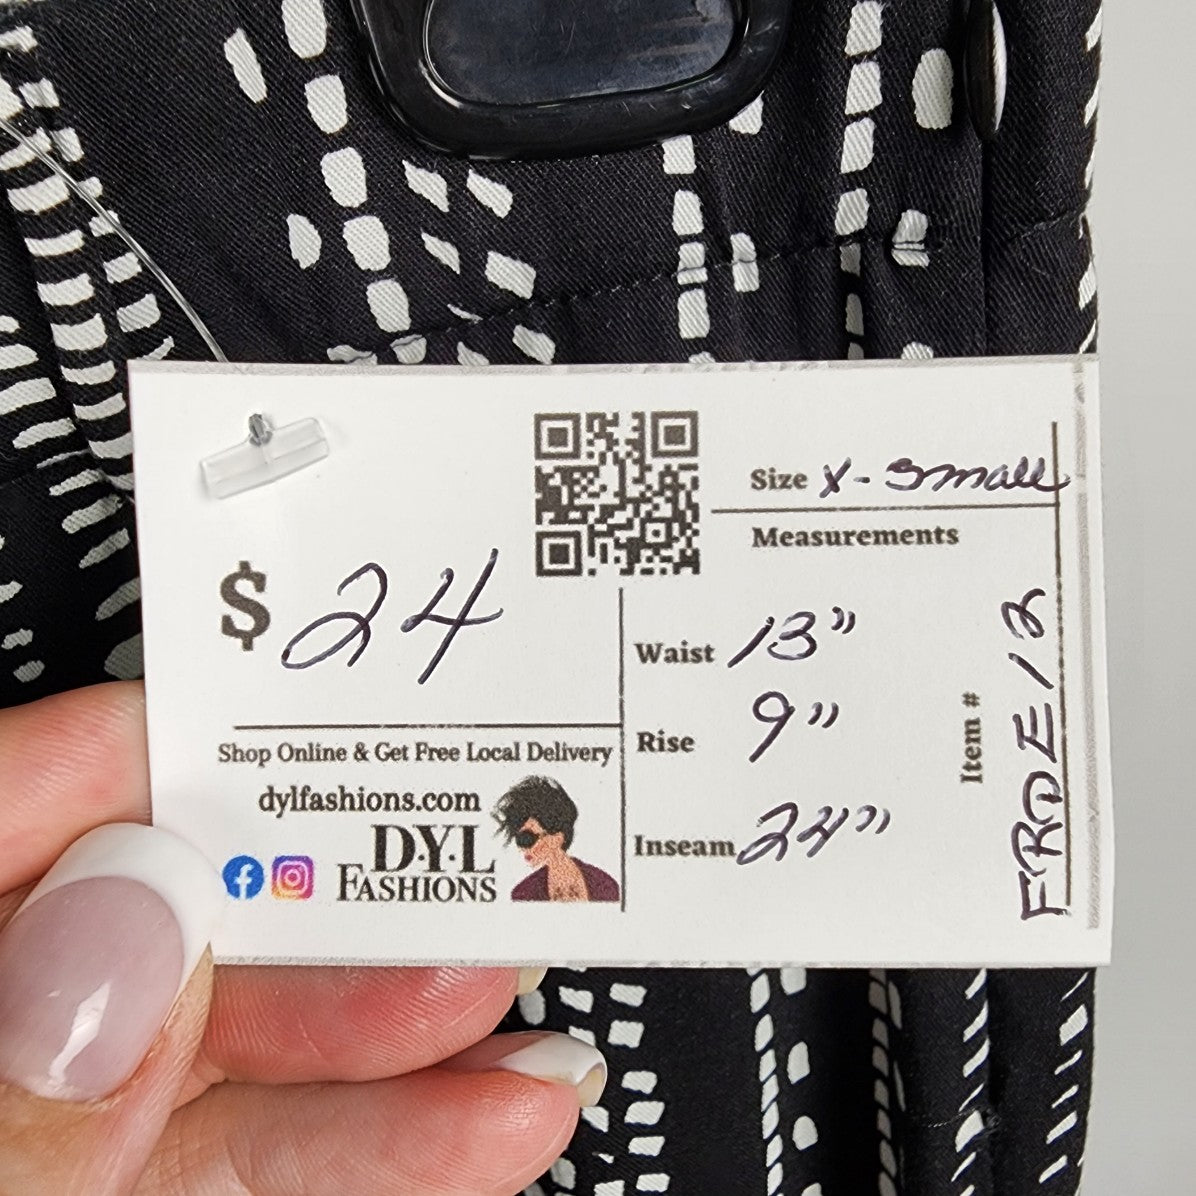 Size X-Small
Measurements
$ 24
Waist 13"
Rise 9"
Inseam 24"
Item # FRDE12
Shop Online & Get Free Local Delivery
dylfashions.com
D·Y·L
FASHIONS